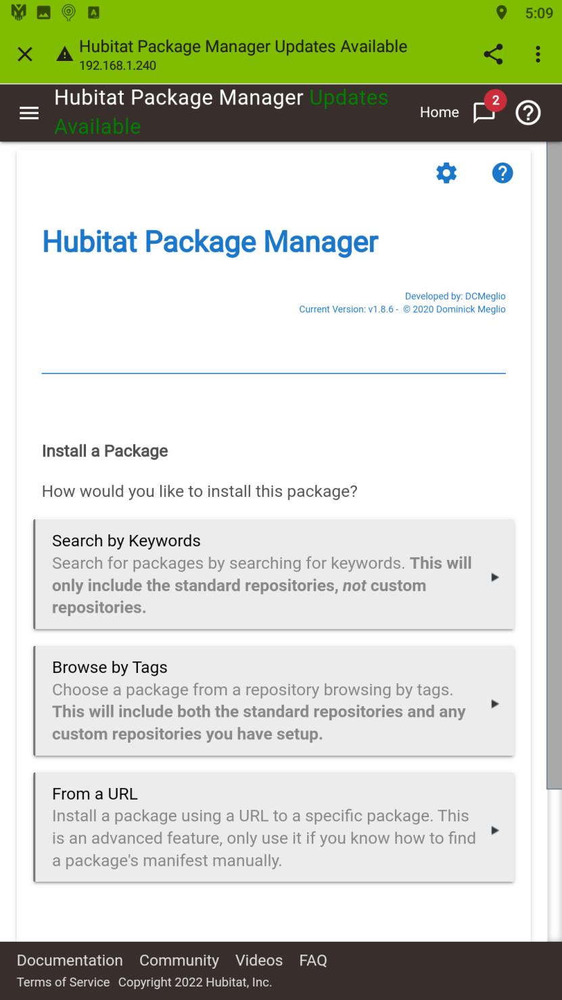 5:09
Hubitat Package Manager Updates Available
192.168.1.240
Hubitat Package Manager Updates
Available
Home
2
Hubitat Package Manager
Developed by: DCMeglio
Current Version: v1.8.6 - © 2020 Dominick Meglio
Install a Package
How would you like to install this package?
Search by Keywords
Search for packages by searching for keywords. This will
only include the standard repositories, not custom
repositories.
Browse by Tags
Choose a package from a repository browsing by tags.
This will include both the standard repositories and any
custom repositories you have setup.
From a URL
Install a package using a URL to a specific package. This
is an advanced feature, only use it if you know how to find
a package's manifest manually.
Documentation Community Videos FAQ
Terms of Service Copyright 2022 Hubitat, Inc.